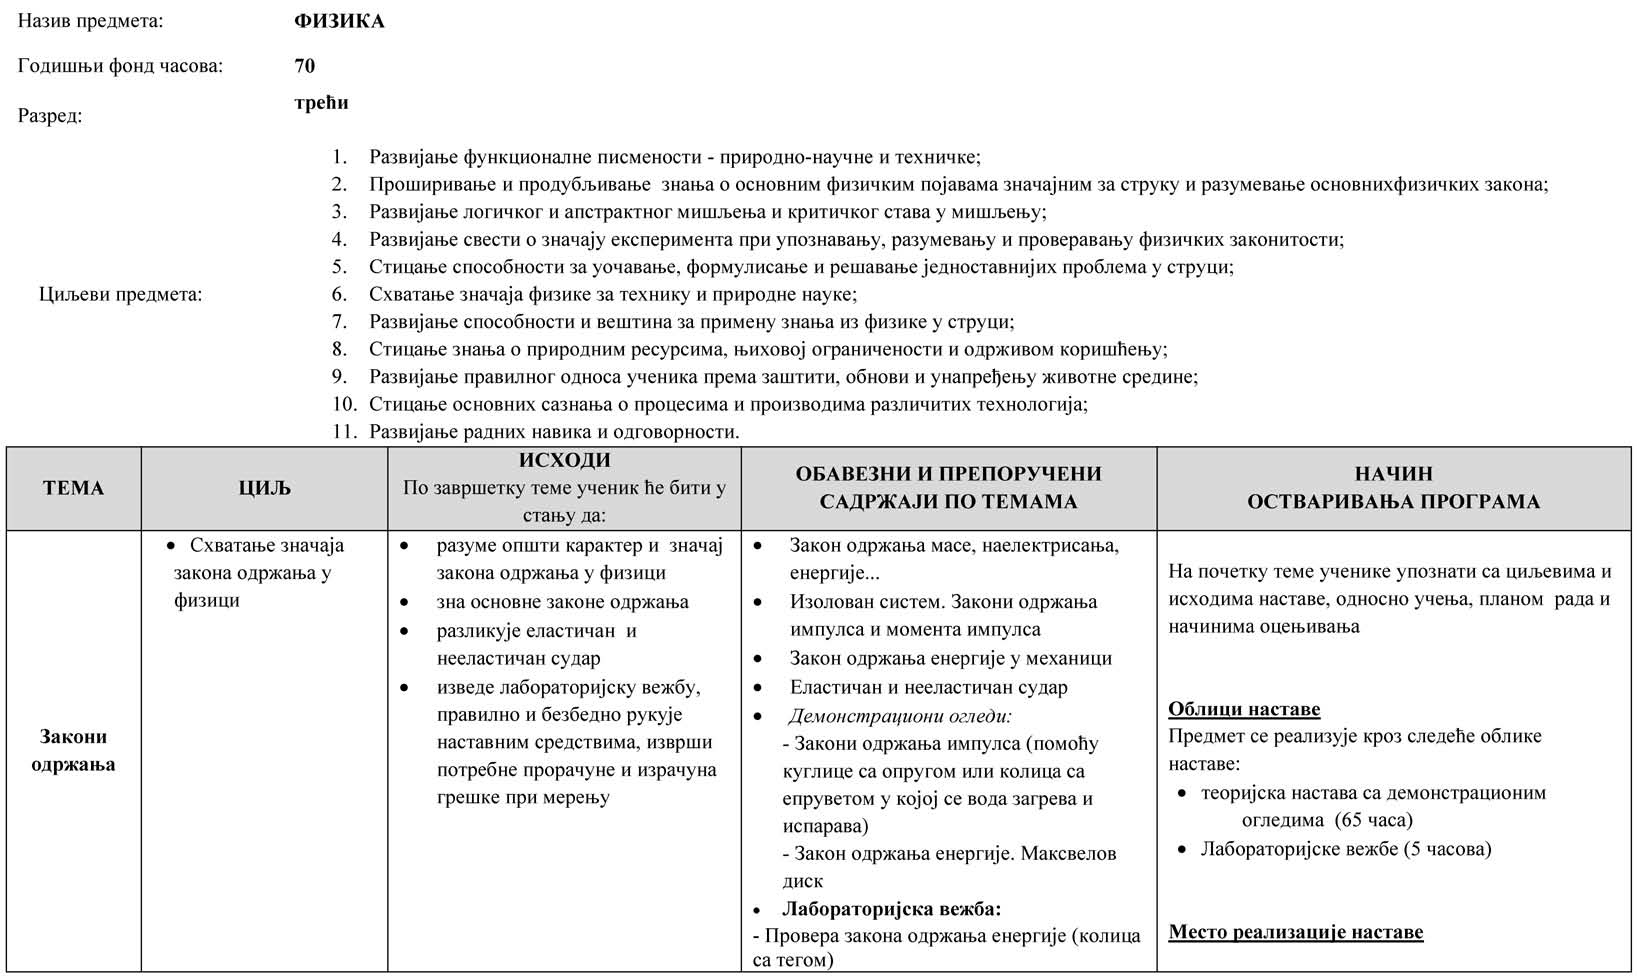 Назив предмета: ФИЗИКА
Годишњи фонд часова: 70
Разред: трећи
Циљеви предмета:
1. Развијање функционалне писмености - природно-научне и техничке;
2. Проширивање и продубљивање знања о основним физичким појавама значајним за струку и разумевање основнихфизичких закона;
3. Развијање логичког и апстрактног мишљења и критичког става у мишљењу;
4. Развијање свести о значају експеримента при упознавању, разумевању и проверавању физичких законитости;
5. Стицање способности за уочавање, формулисање и решавање једноставнијих проблема у струци;
6. Схватање значаја физике за технику и природне науке;
7. Развијање способности и вештина за примену знања из физике у струци;
8. Стицање знања о природним ресурсима, њиховој ограничености и одрживом коришћењу;
9. Развијање правилног односа ученика према заштити, обнови и унапређењу животне средине;
10. Стицање основних сазнања о процесима и производима различитих технологија;
11. Развијање радних навика и одговорности.
ТЕМА
ЦИЉ
ИСХОДИ
По завршетку теме ученик ће бити у
стању да:
ОБАВЕЗНИ И ПРЕПОРУЧЕНИ
САДРЖАЈИ ПО ТЕМАМА
НАЧИН
ОСТВАРИВАЊА ПРОГРАМА
Закони
одржања
• Схватање значаја
закона одржања у
физици
• разуме општи карактер и значај
закона одржања у физици
• зна основне законе одржања
• разликује еластичан и
нееластичан судар
• изведе лабораторијску вежбу,
правилно и безбедно рукује
наставним средствима, изврши
потребне прорачуне и израчуна
грешке при мерењу
• Закон одржања масе, наелектрисања,
енергије...
• Изолован систем. Закони одржања
импулса и момента импулса
• Закон одржања енергије у механици
• Еластичан и нееластичан судар
• Демонстрациони огледи:
- Закони одржања импулса (помоћу
куглице са опругом или колица са
епруветом у којој се вода загрева и
испарава)
- Закон одржања енергије. Максвелов
диск
• Лабораторијска вежба:
- Провера закона одржања енергије (колица
са тегом)
На почетку теме ученике упознати са циљевима и
исходима наставе, односно учења, планом рада и
начинима оцењивања
Облици наставе
Предмет се реализује кроз следеће облике
наставе:
• теоријска настава са демонстрационим
огледима (65 часа)
• Лабораторијске вежбе (5 часова)
Место реализације наставе